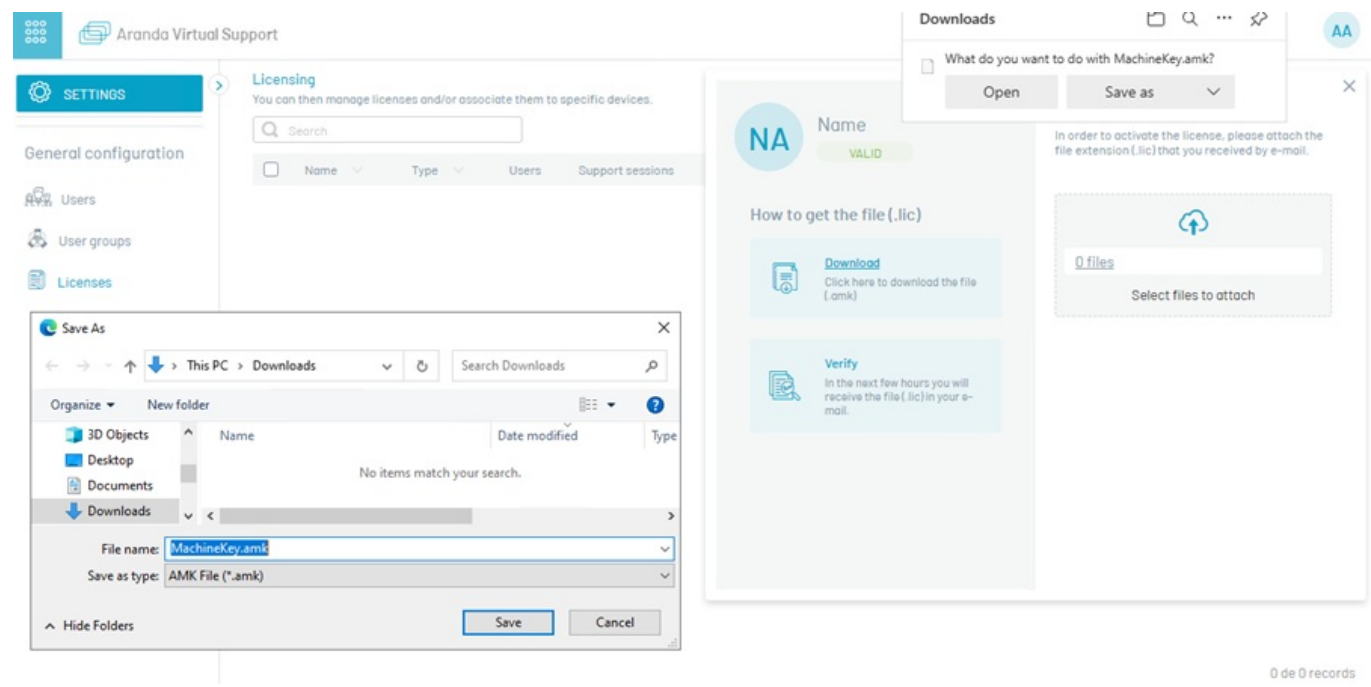 Aranda Virtual Support
Downloads
AA
What do you want to do with MachineKey.amk?
Open
Save as
SETTINGS
General configuration
Users
User groups
Licenses
Licensing
You can then manage licenses and/or associate them to specific devices.
Search
Name
Type
Users
Support sessions
NA
Name
VALID
How to get the file (.lic)
Download
Click here to download the file
(.amk)
Verify
In the next few hours you will
receive the file (.lic) in your e-
mail.
In order to activate the license, please attach the
file extension (.lic) that you received by e-mail.
0 files
Select files to attach
Save As
This PC > Downloads
Search Downloads
Organize
New folder
3D Objects
Desktop
Documents
Downloads
Name
Date modified
Type
No items match your search.
File name: MachineKey.amk
Save as type: AMK File (*.amk)
Hide Folders
Save
Cancel
0 de 0 records